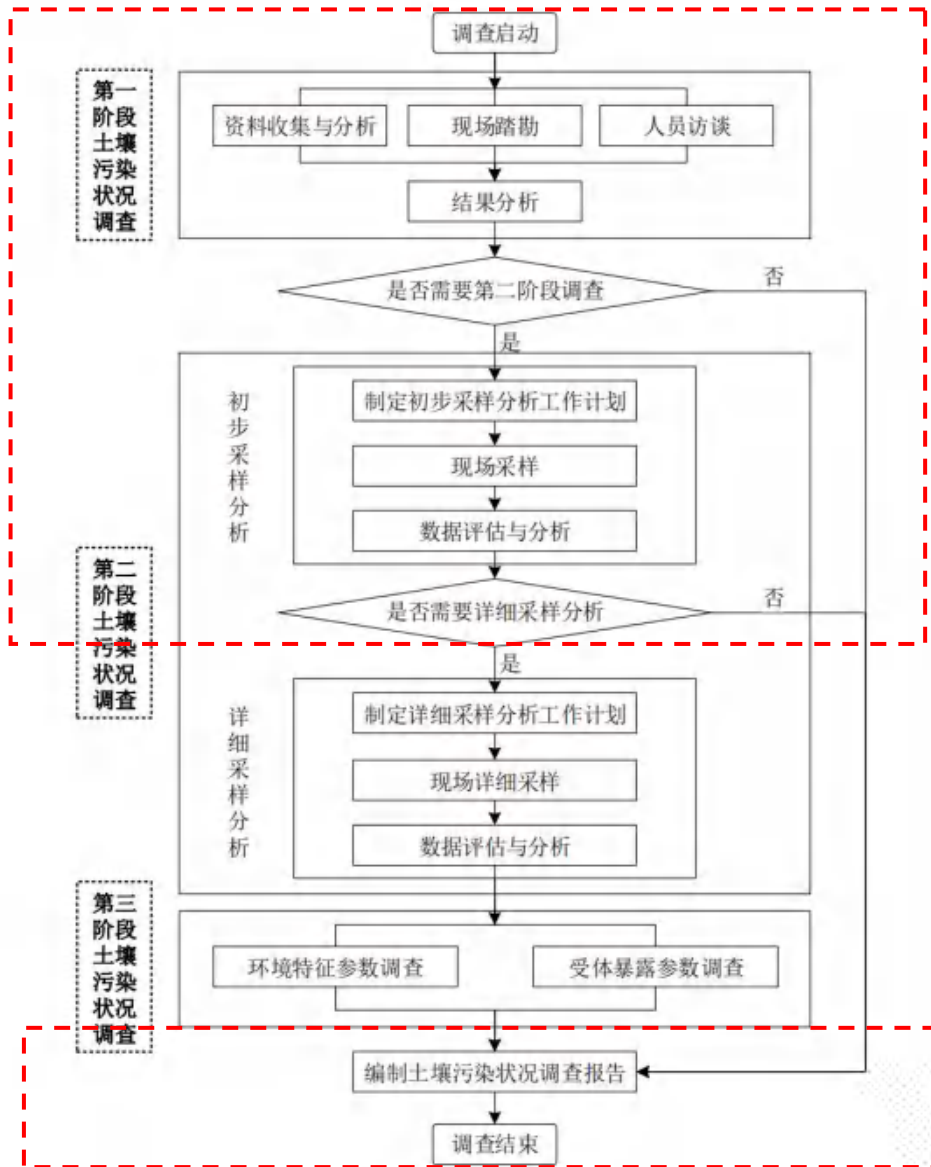 调查启动
第一
阶段
土壤
污染
状况
调查
资料收集与分析
现场踏勘
人员访谈
结果分析
是否需要第二阶段调查
否
是
初
步
采
样
分
析
制定初步采样分析工作计划
现场采样
数据评估与分析
第二
阶段
土壤
污染
状况
调查
是否需要详细采样分析
否
是
详
细
采
样
分
析
制定详细采样分析工作计划
现场详细采样
数据评估与分析
第三
阶段
土壤
污染
状况
调查
环境特征参数调查
受体暴露参数调查
编制土壤污染状况调查报告
调查结束